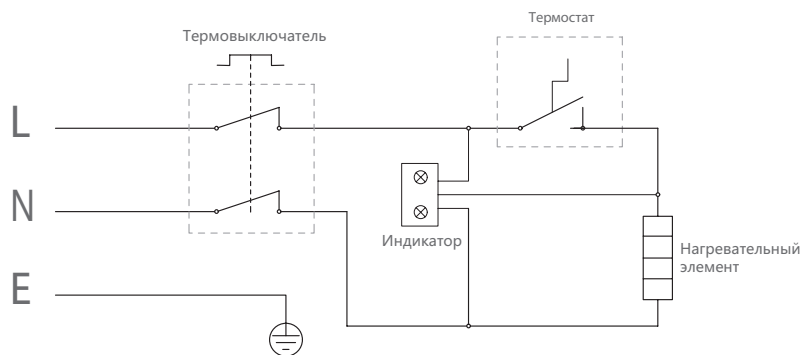 Термостат
Термовыключатель
L
N
Индикатор
Нагревательный
элемент
E